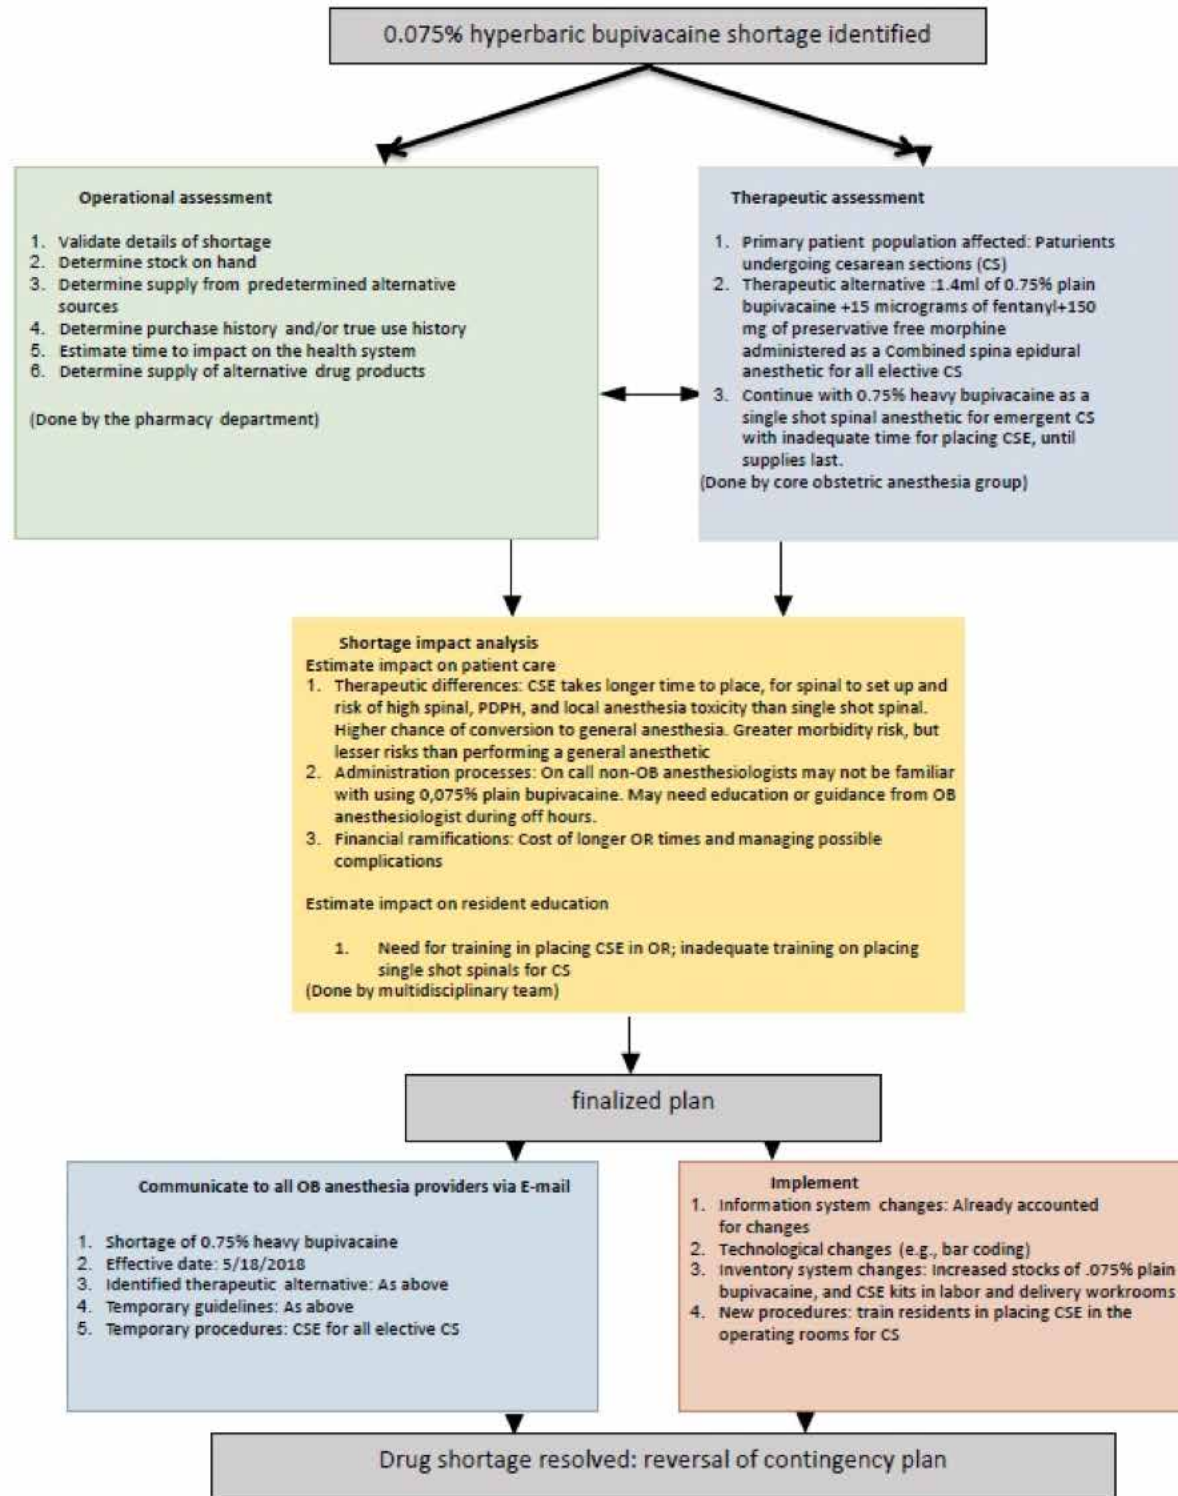 0.075% hyperbaric bupivacaine shortage identified
Operational assessment
1. Validate details of shortage
2. Determine stock on hand
3. Determine supply from predetermined alternative
sources
4. Determine purchase history and/or true use history
5. Estimate time to impact on the health system
6. Determine supply of alternative drug products
(Done by the pharmacy department)
Therapeutic assessment
1. Primary patient population affected: Paturients
undergoing cesarean sections (CS)
2. Therapeutic alternative :1.4ml of 0.75% plain
bupivacaine +15 micrograms of fentanyl+150
mg of preservative free morphine
administered as a Combined spina epidural
anesthetic for all elective CS
3. Continue with 0.75% heavy bupivacaine as a
single shot spinal anesthetic for emergent CS
with inadequate time for placing CSE, until
supplies last.
(Done by core obstetric anesthesia group)
Shortage impact analysis
Estimate impact on patient care
1. Therapeutic differences: CSE takes longer time to place, for spinal to set up and
risk of high spinal, PDPH, and local anesthesia toxicity than single shot spinal.
Higher chance of conversion to general anesthesia. Greater morbidity risk, but
lesser risks than performing a general anesthetic
2. Administration processes: On call non-OB anesthesiologists may not be familiar
with using 0,075% plain bupivacaine. May need education or guidance from OB
anesthesiologist during off hours.
3. Financial ramifications: Cost of longer OR times and managing possible
complications
Estimate impact on resident education
1. Need for training in placing CSE in OR; inadequate training on placing
single shot spinals for CS
(Done by multidisciplinary team)
finalized plan
Communicate to all OB anesthesia providers via E-mail
1. Shortage of 0.75% heavy bupivacaine
2. Effective date: 5/18/2018
3. Identified therapeutic alternative: As above
4. Temporary guidelines: As above
5. Temporary procedures: CSE for all elective CS
Implement
1. Information system changes: Already accounted
for changes
2. Technological changes (e.g., bar coding)
3. Inventory system changes: Increased stocks of .075% plain
bupivacaine, and CSE kits in labor and delivery workrooms
4. New procedures: train residents in placing CSE in the
operating rooms for CS
Drug shortage resolved: reversal of contingency plan